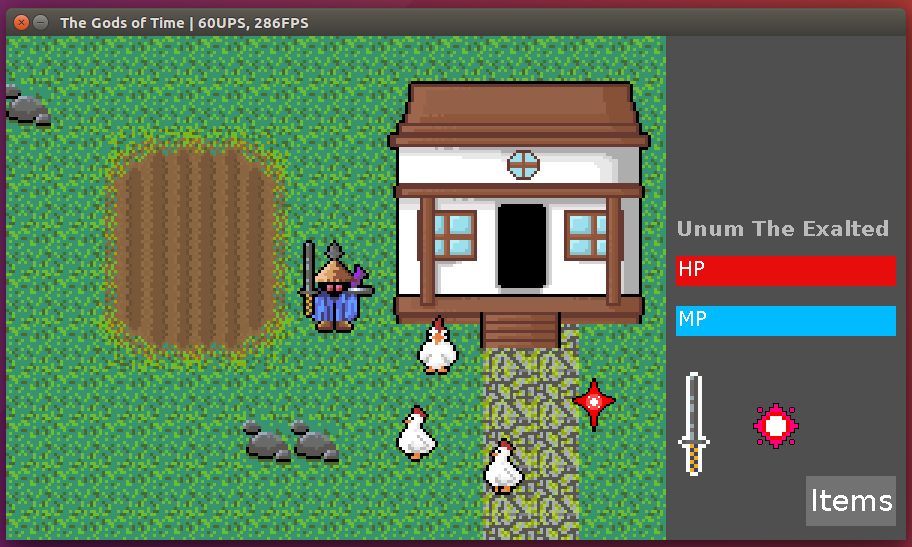 The Gods of Time | 60UPS, 286FPS
Unum The Exalted
HP
MP
Items